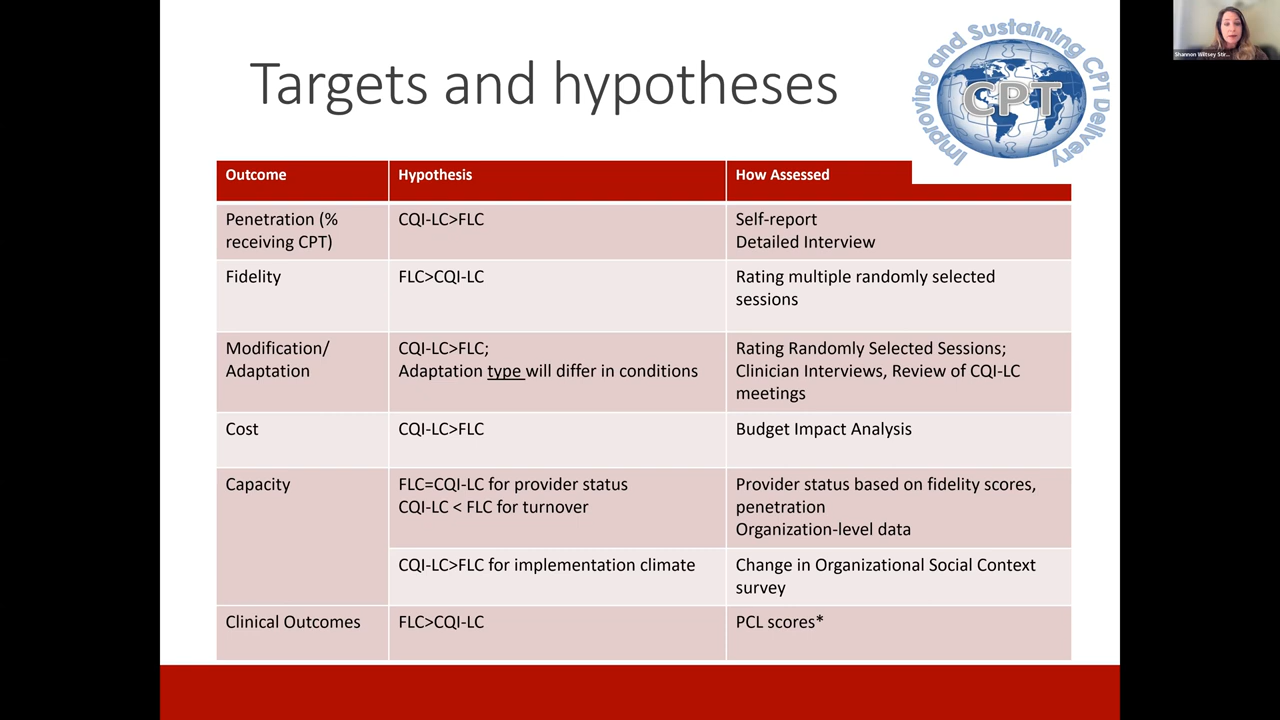 Targets and hypotheses
Improving and Sustaining CPT Delivery
CPT
Shannon Wiltsey Stir...
Outcome
Hypothesis
How Assessed
Penetration (%
receiving CPT)
CQI-LC>FLC
Self-report
Detailed Interview
Fidelity
FLC>CQI-LC
Rating multiple randomly selected
sessions
Modification/
Adaptation
CQI-LC>FLC;
Adaptation type will differ in conditions
Rating Randomly Selected Sessions;
Clinician Interviews, Review of CQI-LC
meetings
Cost
CQI-LC>FLC
Budget Impact Analysis
Capacity
FLC=CQI-LC for provider status
CQI-LC < FLC for turnover
Provider status based on fidelity scores,
penetration
Organization-level data
CQI-LC>FLC for implementation climate
Change in Organizational Social Context
survey
Clinical Outcomes
FLC>CQI-LC
PCL scores*